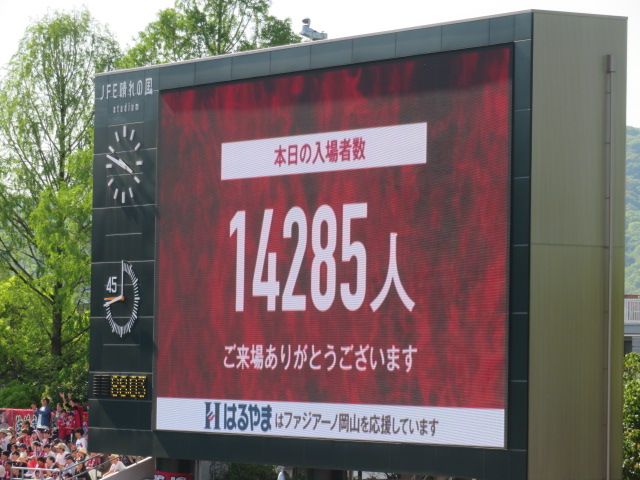 JFE晴れの国
stadium
本日の入場者数
14285人
ご来場ありがとうございます
45
はるやま はファジアーノ岡山を応援しています